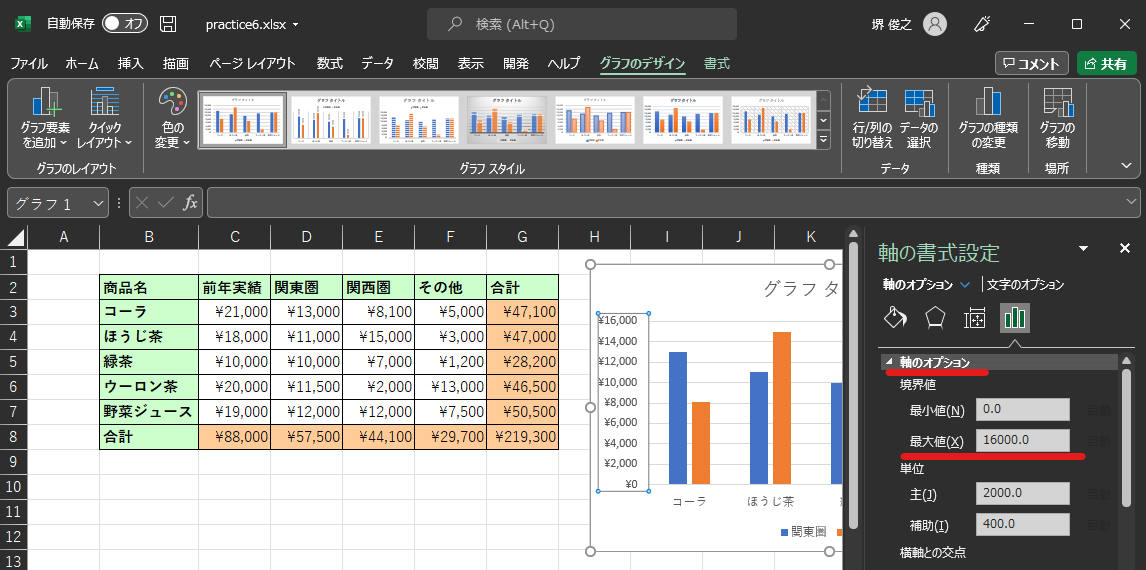 自動保存 オフ practice6.xlsx 検索 (Alt+Q) 堺 俊之
ファイル ホーム 挿入 描画 ページ レイアウト 数式 データ 校閲 表示 開発 ヘルプ グラフのデザイン 書式 コメント 共有
グラフ要素を追加 クイックレイアウト 色の変更 行/列の切り替え データの選択 グラフの種類の変更 グラフの移動
グラフのレイアウト グラフ スタイル データ 種類 場所
グラフ 1 fx
A B C D E F G H I J K
1
2 商品名 前年実績 関東圏 関西圏 その他 合計
3 コーラ ¥21,000 ¥13,000 ¥8,100 ¥5,000 ¥47,100
4 ほうじ茶 ¥18,000 ¥11,000 ¥15,000 ¥3,000 ¥47,000
5 緑茶 ¥10,000 ¥10,000 ¥7,000 ¥1,200 ¥28,200
6 ウーロン茶 ¥20,000 ¥11,500 ¥2,000 ¥13,000 ¥46,500
7 野菜ジュース ¥19,000 ¥12,000 ¥12,000 ¥7,500 ¥50,500
8 合計 ¥88,000 ¥57,500 ¥44,100 ¥29,700 ¥219,300
9
10
11
12
13
グラフ タ
¥16,000
¥14,000
¥12,000
¥10,000
¥8,000
¥6,000
¥4,000
¥2,000
¥0
コーラ ほうじ茶
関東圏
軸の書式設定
軸のオプション 文字のオプション
軸のオプション
境界値
最小値(N) 0.0 自動
最大値(X) 16000.0 自動
単位
主(J) 2000.0 自動
補助(I) 400.0 自動
横軸との交点